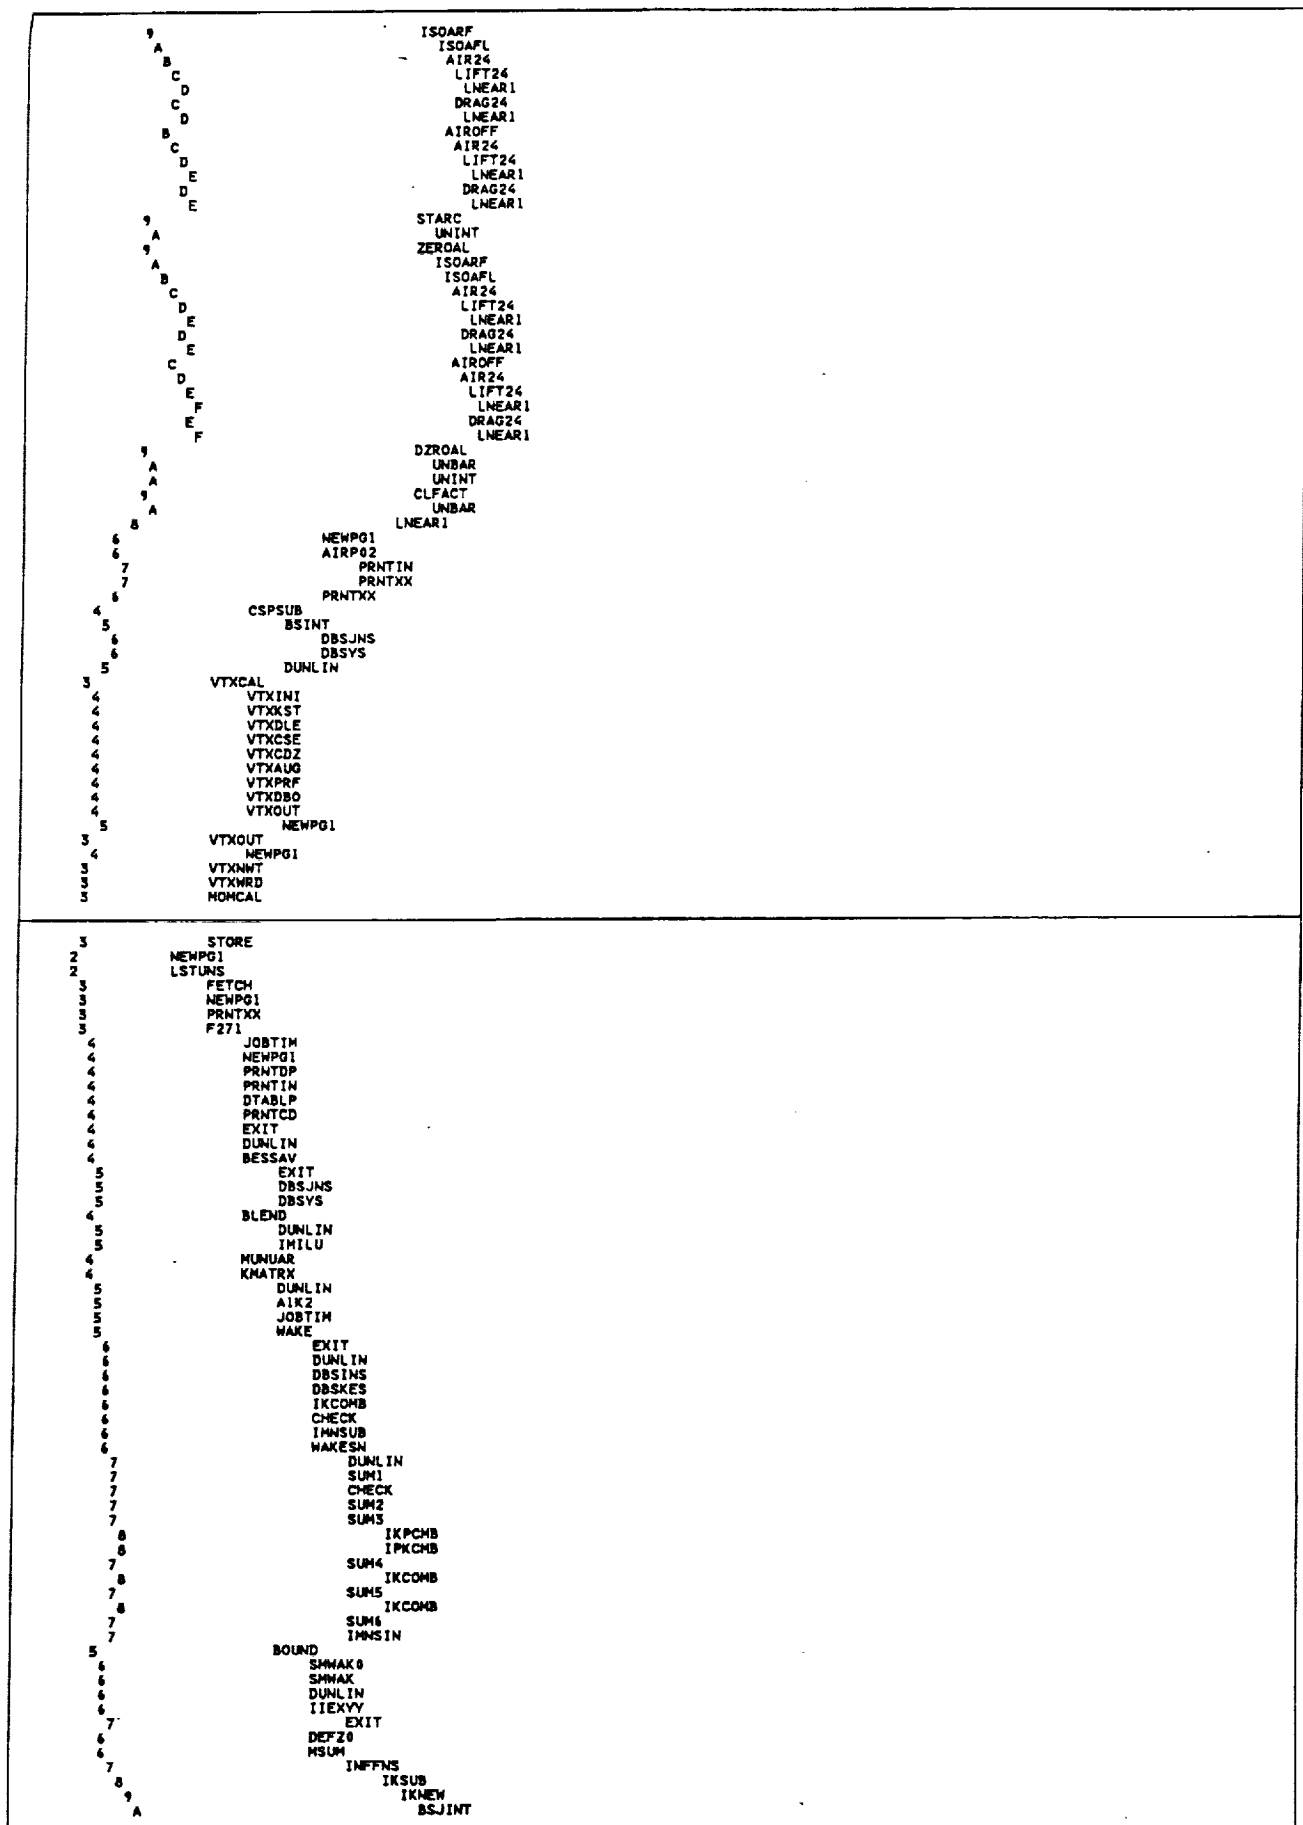 9 ISOARF
A ISOAFL
B AIR24
C LIFT24
D LNEAR1
C DRAG24
D LNEAR1
B AIROFF
C AIR24
D LIFT24
E LNEAR1
D DRAG24
E LNEAR1
9 STARC
A UNINT
9 ZEROAL
A ISOARF
B ISOAFL
C AIR24
D LIFT24
E LNEAR1
D DRAG24
E LNEAR1
C AIROFF
D AIR24
E LIFT24
F LNEAR1
E DRAG24
F LNEAR1
9 DZROAL
A UNBAR
A UNINT
9 CLFACT
A UNBAR
8 LNEAR1
6 NEWPG1
6 AIRP02
7 PRNTIN
7 PRNTXX
6 PRNTXX
4 CSPSUB
5 BSINT
6 DBSJNS
6 DBSYS
5 DUNLIN
3 VTXCAL
4 VTXINI
4 VTXKST
4 VTXDLE
4 VTXCSE
4 VTXCDZ
4 VTXAUG
4 VTXPRF
4 VTXDBO
4 VTXOUT
5 NEWPG1
3 VTXOUT
4 NEWPG1
3 VTXNWT
3 VTXWRD
3 MOMCAL
3 STORE
2 NEWPG1
2 LSTUNS
3 FETCH
3 NEWPG1
3 PRNTXX
3 F271
4 JOBTIM
4 NEWPG1
4 PRNTDP
4 PRNTIN
4 DTABLP
4 PRNTCD
4 EXIT
4 DUNLIN
4 BESSAV
5 EXIT
5 DBSJNS
5 DBSYS
4 BLEND
5 DUNLIN
5 IMILU
4 MUNUAR
4 KMATRX
5 DUNLIN
5 A1K2
5 JOBTIM
5 WAKE
6 EXIT
6 DUNLIN
6 DBSINS
6 DBSKES
6 IKCOMB
6 CHECK
6 IMNSUB
6 WAKESN
7 DUNLIN
7 SUM1
7 CHECK
7 SUM2
7 SUM3
8 IKPCMB
8 IPKCMB
7 SUM4
8 IKCOMB
7 SUM5
8 IKCOMB
7 SUM6
7 IMNSIN
5 BOUND
6 SMWAK0
6 SMWAK
6 DUNLIN
6 IIEXYY
7 EXIT
6 DEFZ0
6 MSUM
7 INFFNS
8 IKSUB
9 IKNEW
A BSJINT